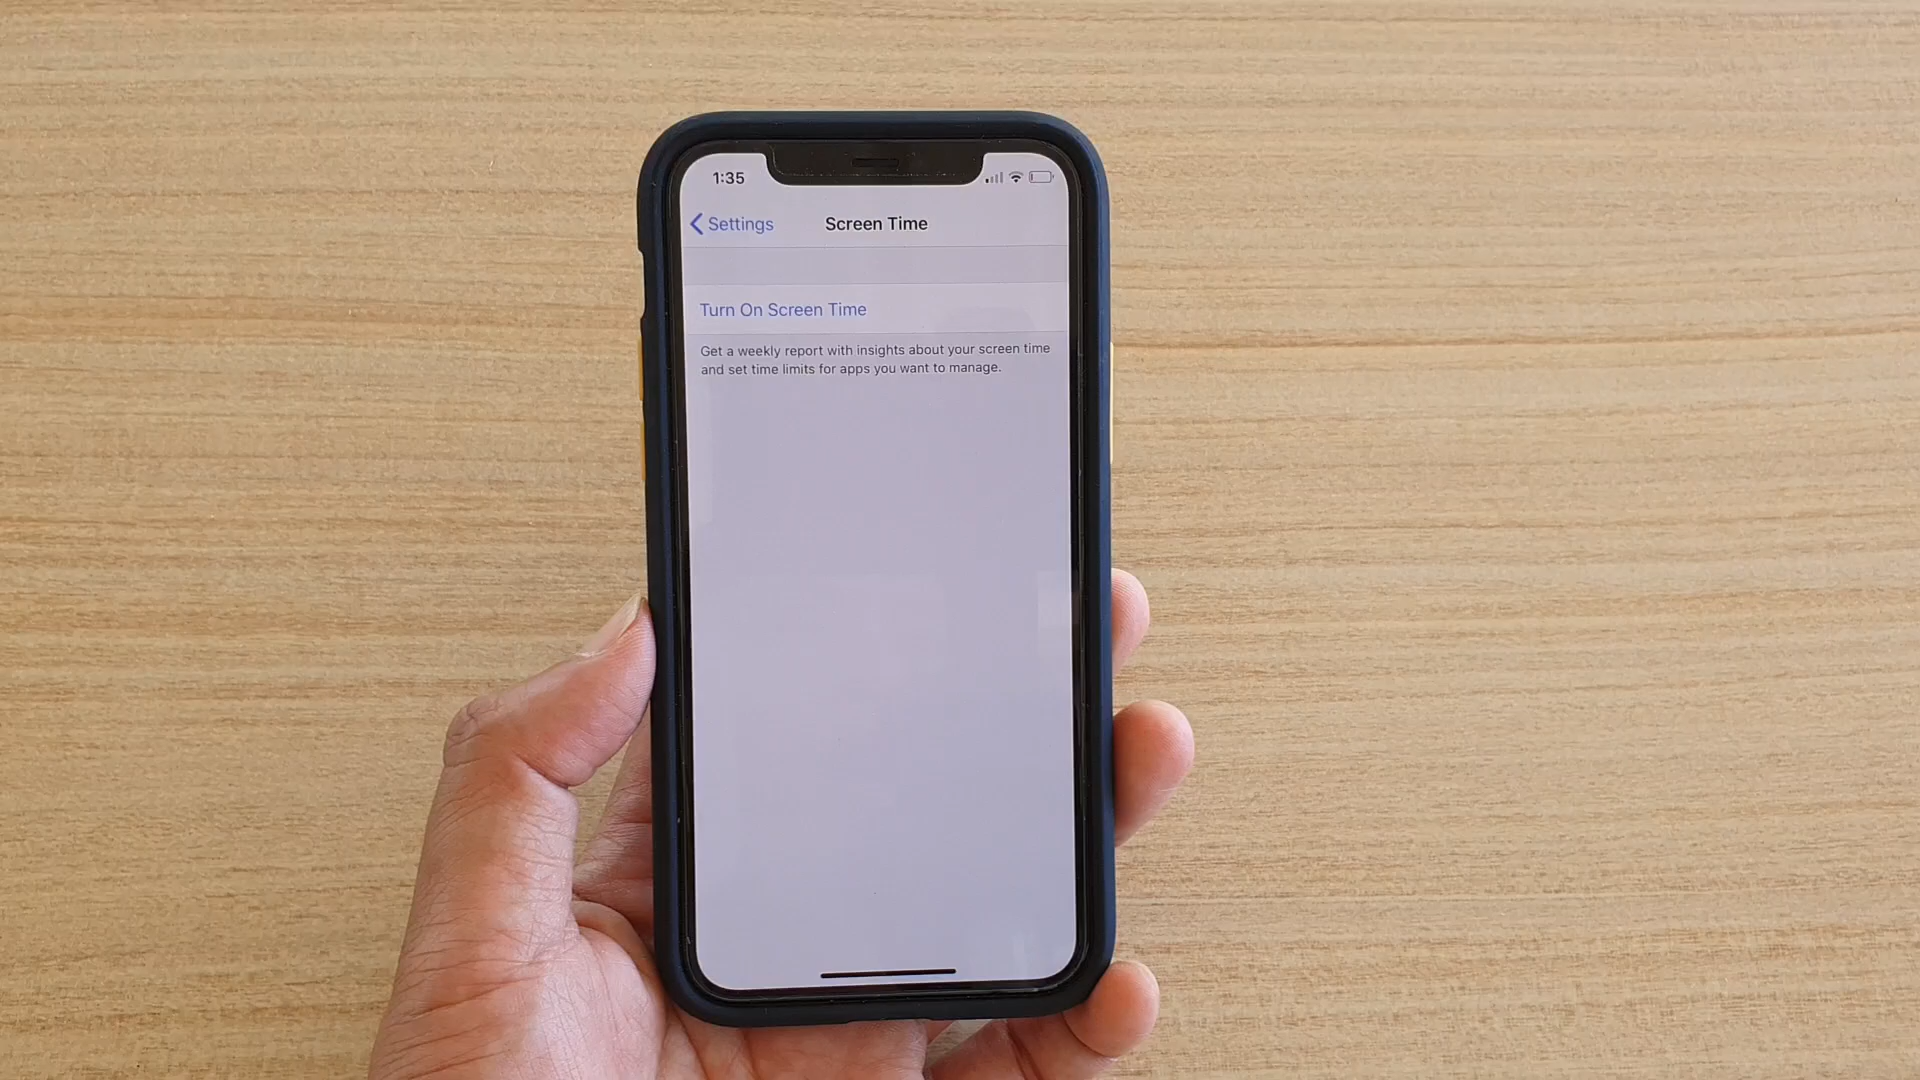 1:35
Settings
Screen Time
Turn On Screen Time
Get a weekly report with insights about your screen time
and set time limits for apps you want to manage.